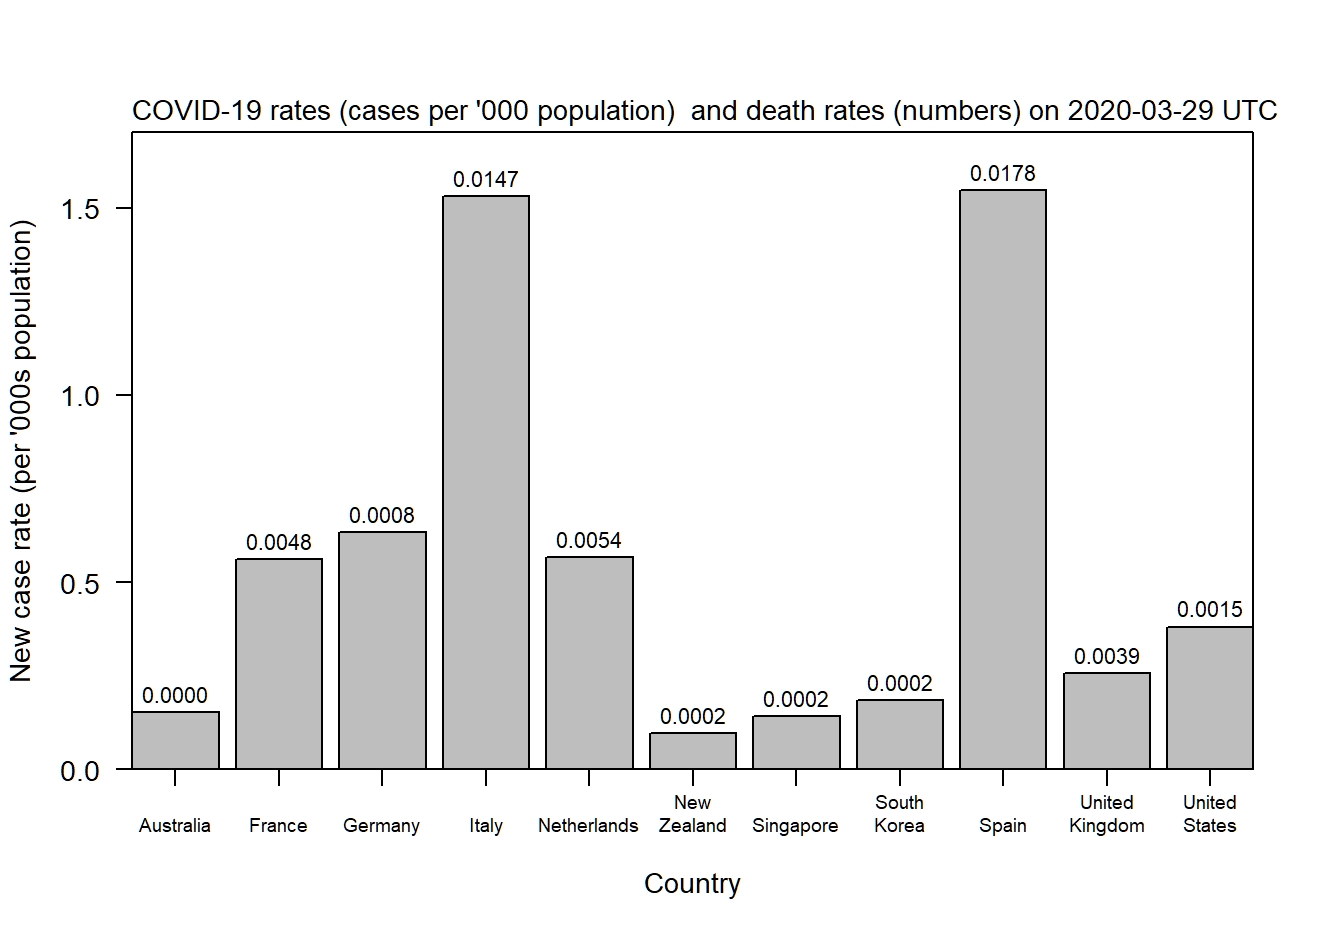 COVID-19 rates (cases per '000 population)  and death rates (numbers) on 2020-03-29 UTC
New case rate (per '000s population)
1.5
1.0
0.5
0.0
0.0000
0.0048
0.0008
0.0147
0.0054
0.0002
0.0002
0.0002
0.0178
0.0039
0.0015
Australia
France
Germany
Italy
Netherlands
New
Zealand
Singapore
South
Korea
Spain
United
Kingdom
United
States
Country